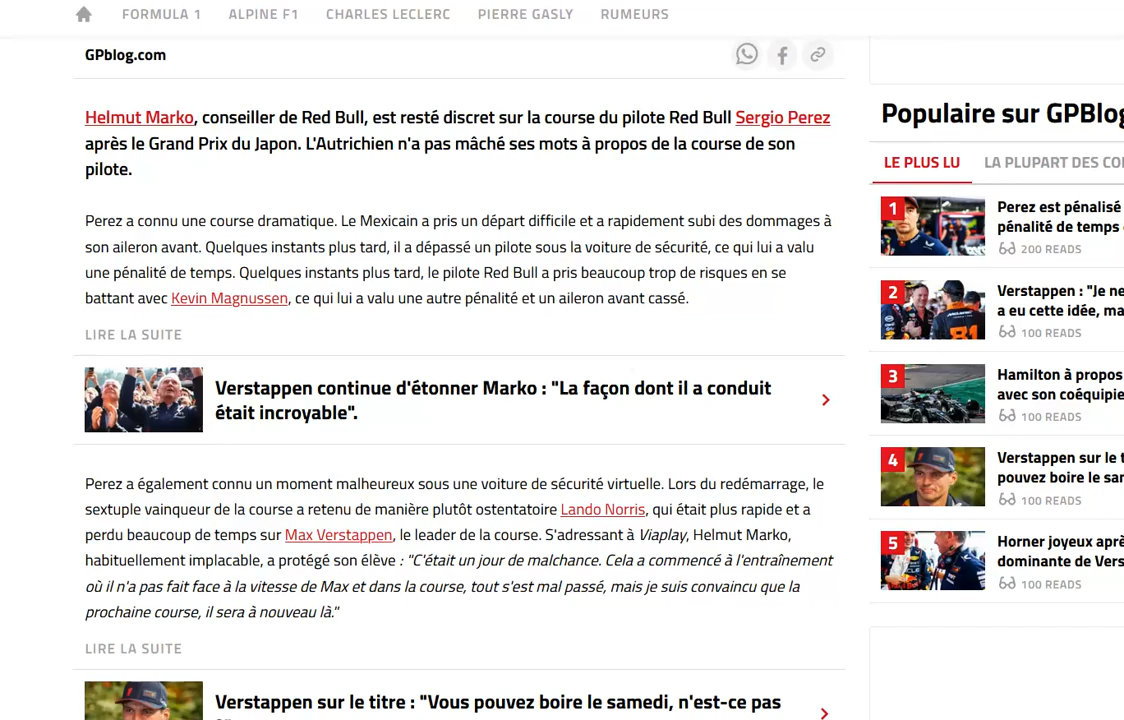 FORMULA 1 ALPINE F1 CHARLES LECLERC PIERRE GASLY RUMEURS
GPblog.com
Helmut Marko, conseiller de Red Bull, est resté discret sur la course du pilote Red Bull Sergio Perez
après le Grand Prix du Japon. L'Autrichien n'a pas mâché ses mots à propos de la course de son
pilote.
Perez a connu une course dramatique. Le Mexicain a pris un départ difficile et a rapidement subi des dommages à
son aileron avant. Quelques instants plus tard, il a dépassé un pilote sous la voiture de sécurité, ce qui lui a valu
une pénalité de temps. Quelques instants plus tard, le pilote Red Bull a pris beaucoup trop de risques en se
battant avec Kevin Magnussen, ce qui lui a valu une autre pénalité et un aileron avant cassé.
LIRE LA SUITE
Verstappen continue d'étonner Marko : "La façon dont il a conduit
était incroyable".
Perez a également connu un moment malheureux sous une voiture de sécurité virtuelle. Lors du redémarrage, le
sextuple vainqueur de la course a retenu de manière plutôt ostentatoire Lando Norris, qui était plus rapide et a
perdu beaucoup de temps sur Max Verstappen, le leader de la course. S'adressant à Viaplay, Helmut Marko,
habituellement implacable, a protégé son élève : "C'était un jour de malchance. Cela a commencé à l'entraînement
où il n'a pas fait face à la vitesse de Max et dans la course, tout s'est mal passé, mais je suis convaincu que la
prochaine course, il sera à nouveau là."
LIRE LA SUITE
Verstappen sur le titre : "Vous pouvez boire le samedi, n'est-ce pas
Populaire sur GPBlog
LE PLUS LU LA PLUPART DES
1
Perez est pénalisé
pénalité de temps
200 READS
2
Verstappen : "Je ne
a eu cette idée, ma
100 READS
81
3
Hamilton à propos
avec son coéquipie
100 READS
4
Verstappen sur le t
pouvez boire le sa
100 READS
5
Horner joyeux aprè
dominante de Vers
100 READS